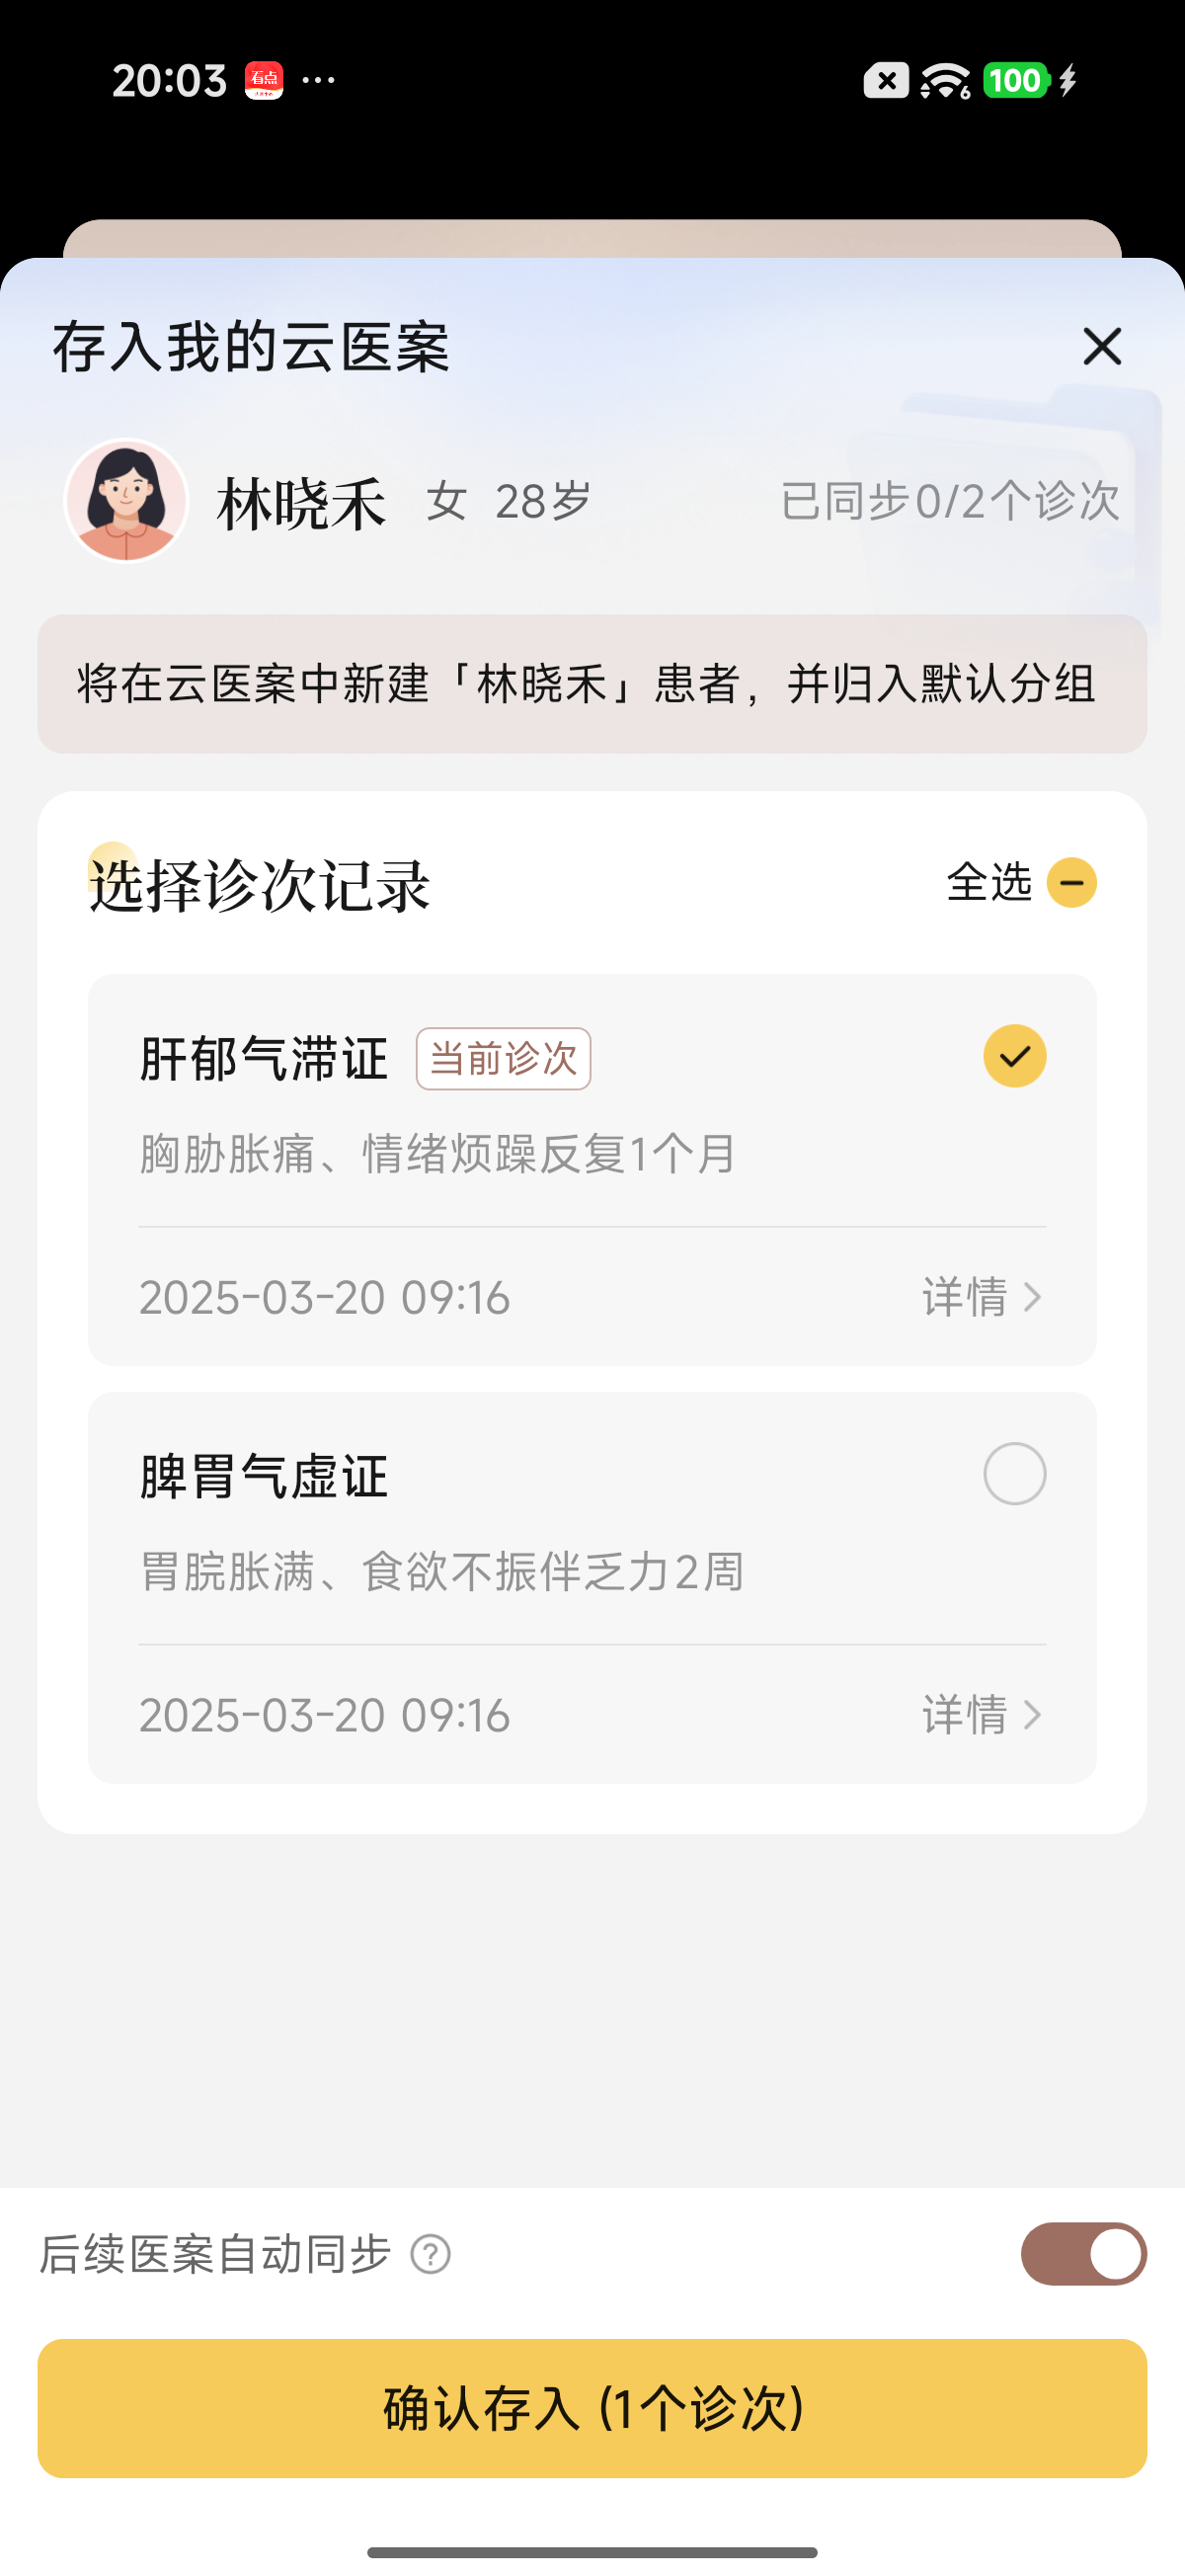 20:03 看点 ...
6 100
存入我的云医案
林晓禾 女 28岁 已同步0/2个诊次
将在云医案中新建「林晓禾」患者，并归入默认分组
选择诊次记录 全选
肝郁气滞证 当前诊次
胸胁胀痛、情绪烦躁反复1个月
2025-03-20 09:16 详情
脾胃气虚证
胃脘胀满、食欲不振伴乏力2周
2025-03-20 09:16 详情
后续医案自动同步 ?
确认存入 (1个诊次)